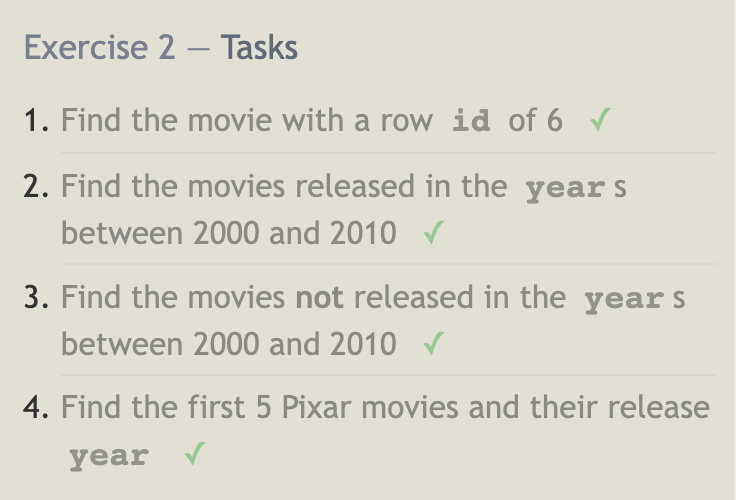 Exercise 2 — Tasks
1. Find the movie with a row id of 6 ✓
2. Find the movies released in the year s
between 2000 and 2010 ✓
3. Find the movies not released in the year s
between 2000 and 2010 ✓
4. Find the first 5 Pixar movies and their release
year ✓